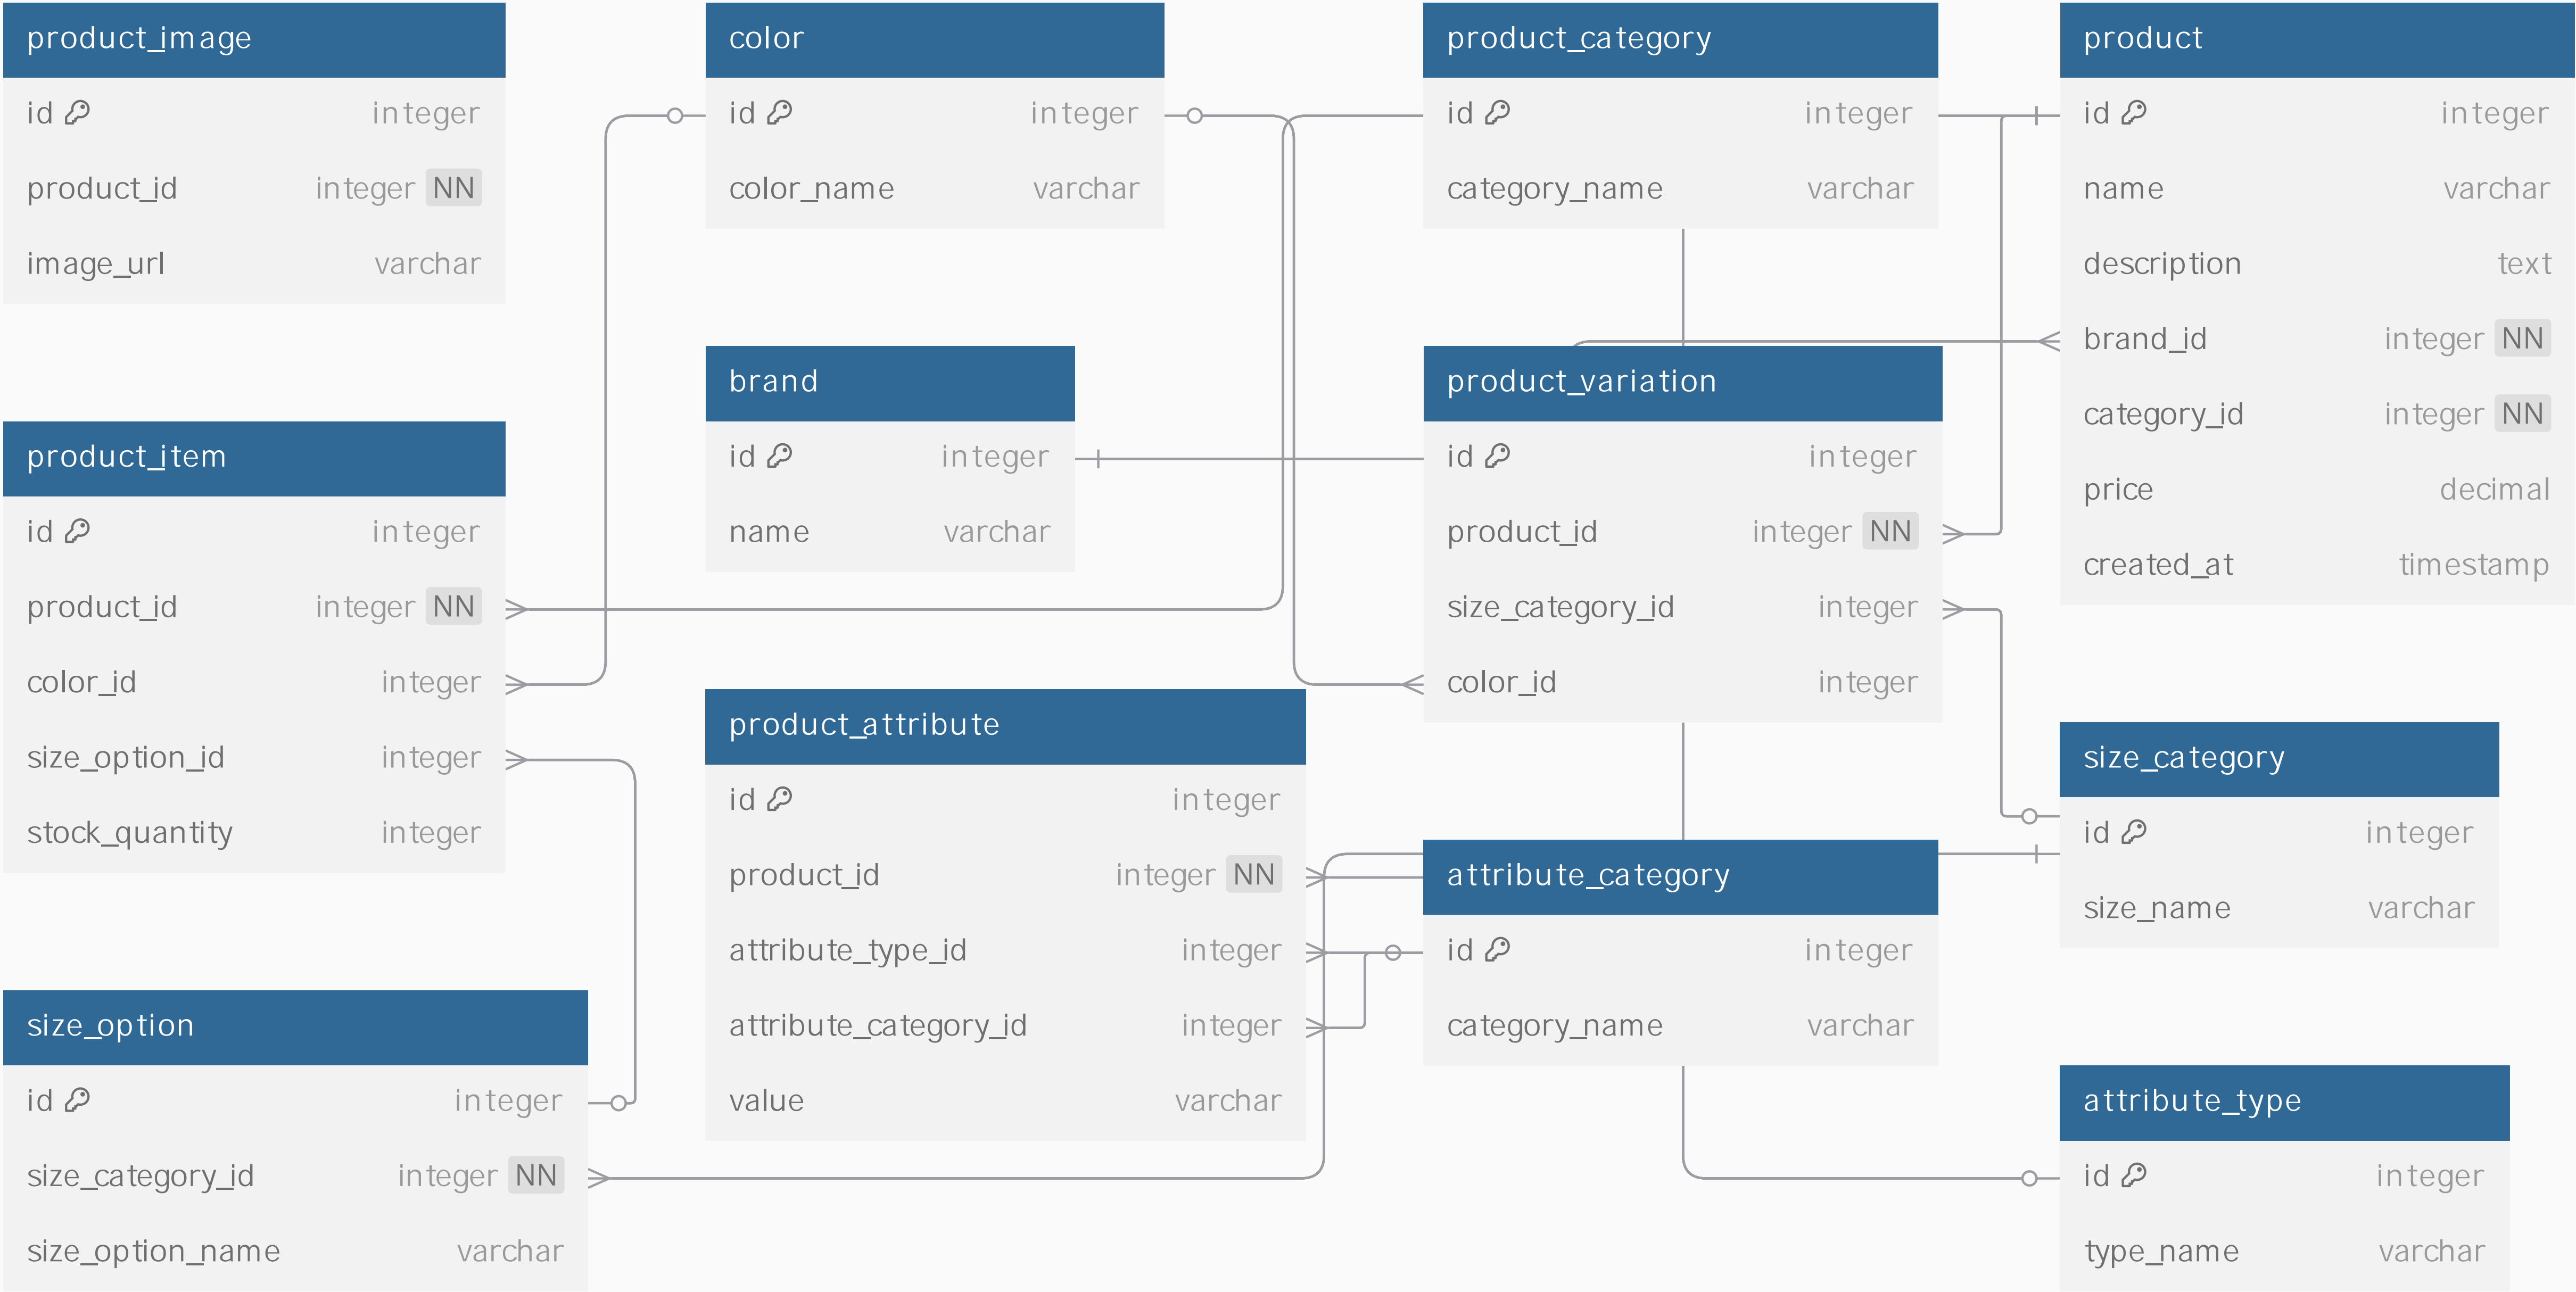 product_image
id integer
product_id integer NN
image_url varchar
product_item
id integer
product_id integer NN
color_id integer
size_option_id integer
stock_quantity integer
size_option
id integer
size_category_id integer NN
size_option_name varchar
color
id integer
color_name varchar
brand
id integer
name varchar
product_attribute
id integer
product_id integer NN
attribute_type_id integer
attribute_category_id integer
value varchar
product_category
id integer
category_name varchar
product_variation
id integer
product_id integer NN
size_category_id integer
color_id integer
attribute_category
id integer
category_name varchar
product
id integer
name varchar
description text
brand_id integer NN
category_id integer NN
price decimal
created_at timestamp
size_category
id integer
size_name varchar
attribute_type
id integer
type_name varchar